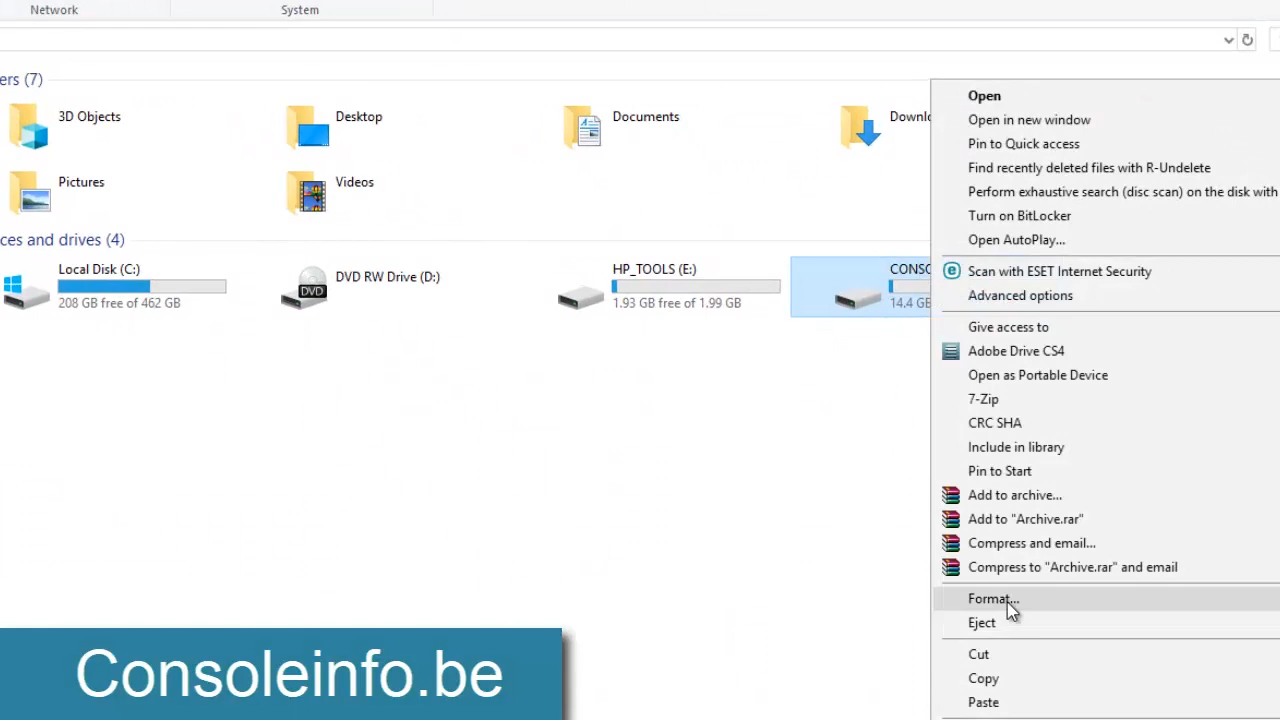 Network
System
ers (7)
3D Objects
Desktop
Documents
Downlo
Pictures
Videos
ces and drives (4)
Local Disk (C:)
208 GB free of 462 GB
DVD RW Drive (D:)
DVD
HP_TOOLS (E:)
1.93 GB free of 1.99 GB
CONSO
14.4 G
Open
Open in new window
Pin to Quick access
Find recently deleted files with R-Undelete
Perform exhaustive search (disc scan) on the disk with
Turn on BitLocker
Open AutoPlay...
Scan with ESET Internet Security
Advanced options
Give access to
Adobe Drive CS4
Open as Portable Device
7-Zip
CRC SHA
Include in library
Pin to Start
Add to archive...
Add to "Archive.rar"
Compress and email...
Compress to "Archive.rar" and email
Format...
Eject
Cut
Copy
Paste
Consoleinfo.be